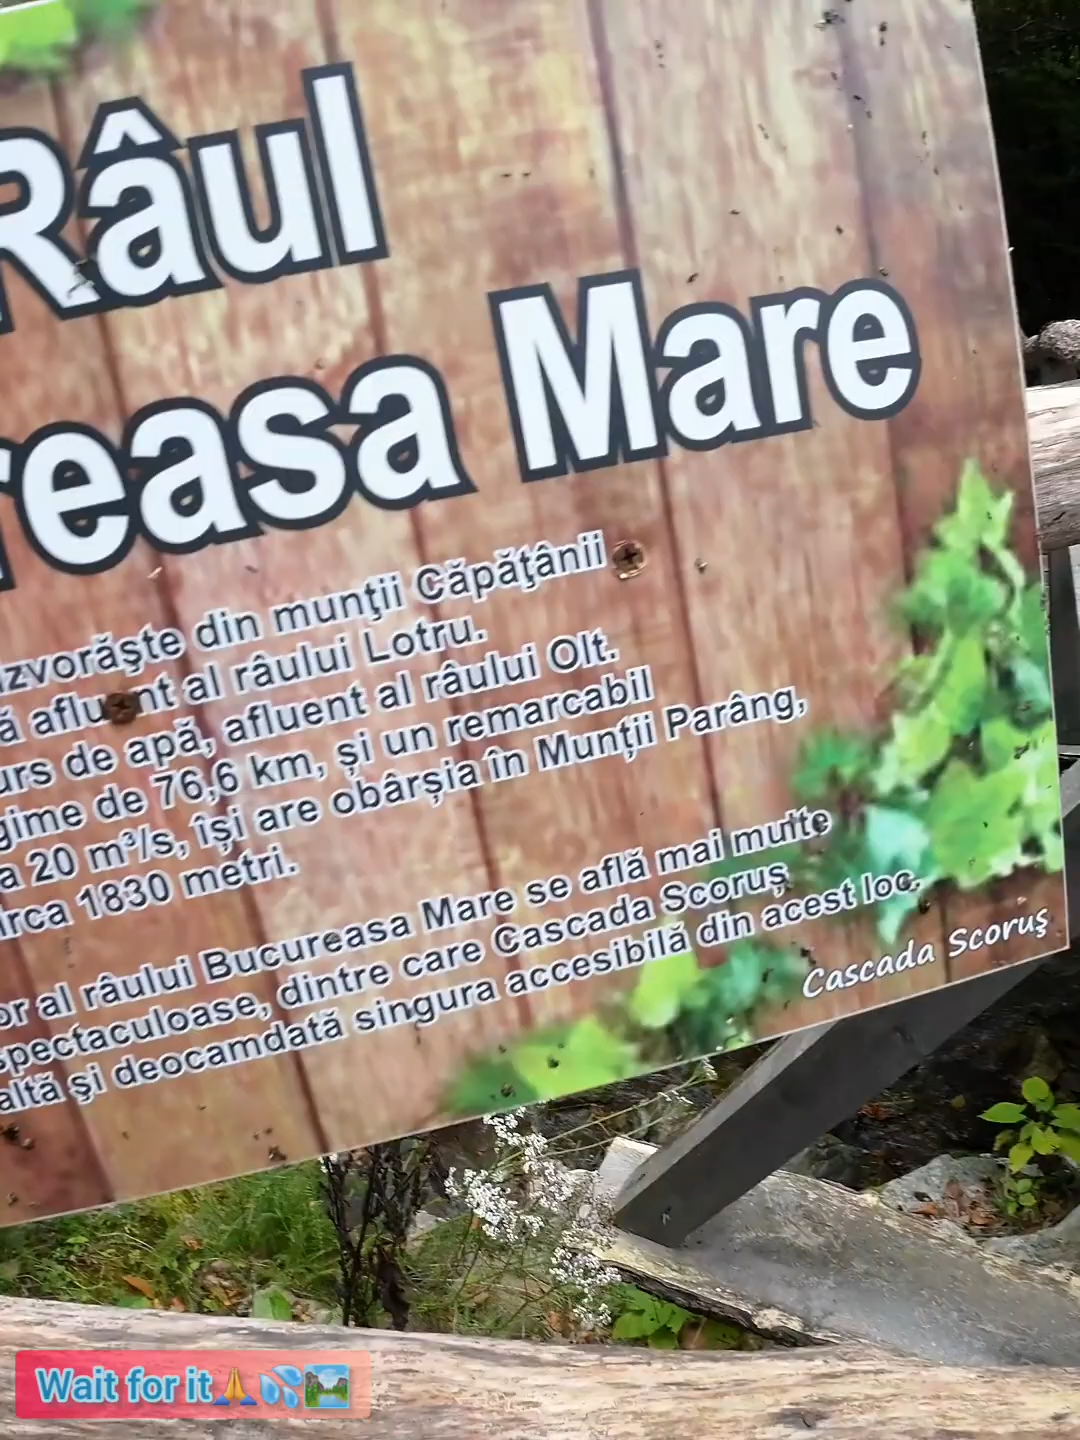 Râul
reasa Mare
izvorăşte din munţii Căpăţânii
ă afluent al râului Lotru.
urs de apă, afluent al râului Olt.
gime de 76,6 km, și un remarcabil
a 20 m³/s, își are obârșia în Munții Parâng,
irca 1830 metri.
or al râului Bucureasa Mare se află mai multe
spectaculoase, dintre care Cascada Scoruș
altă şi deocamdată singura accesibilă din acest loc.
Cascada Scoruş
Wait for it🙏💦🏞️